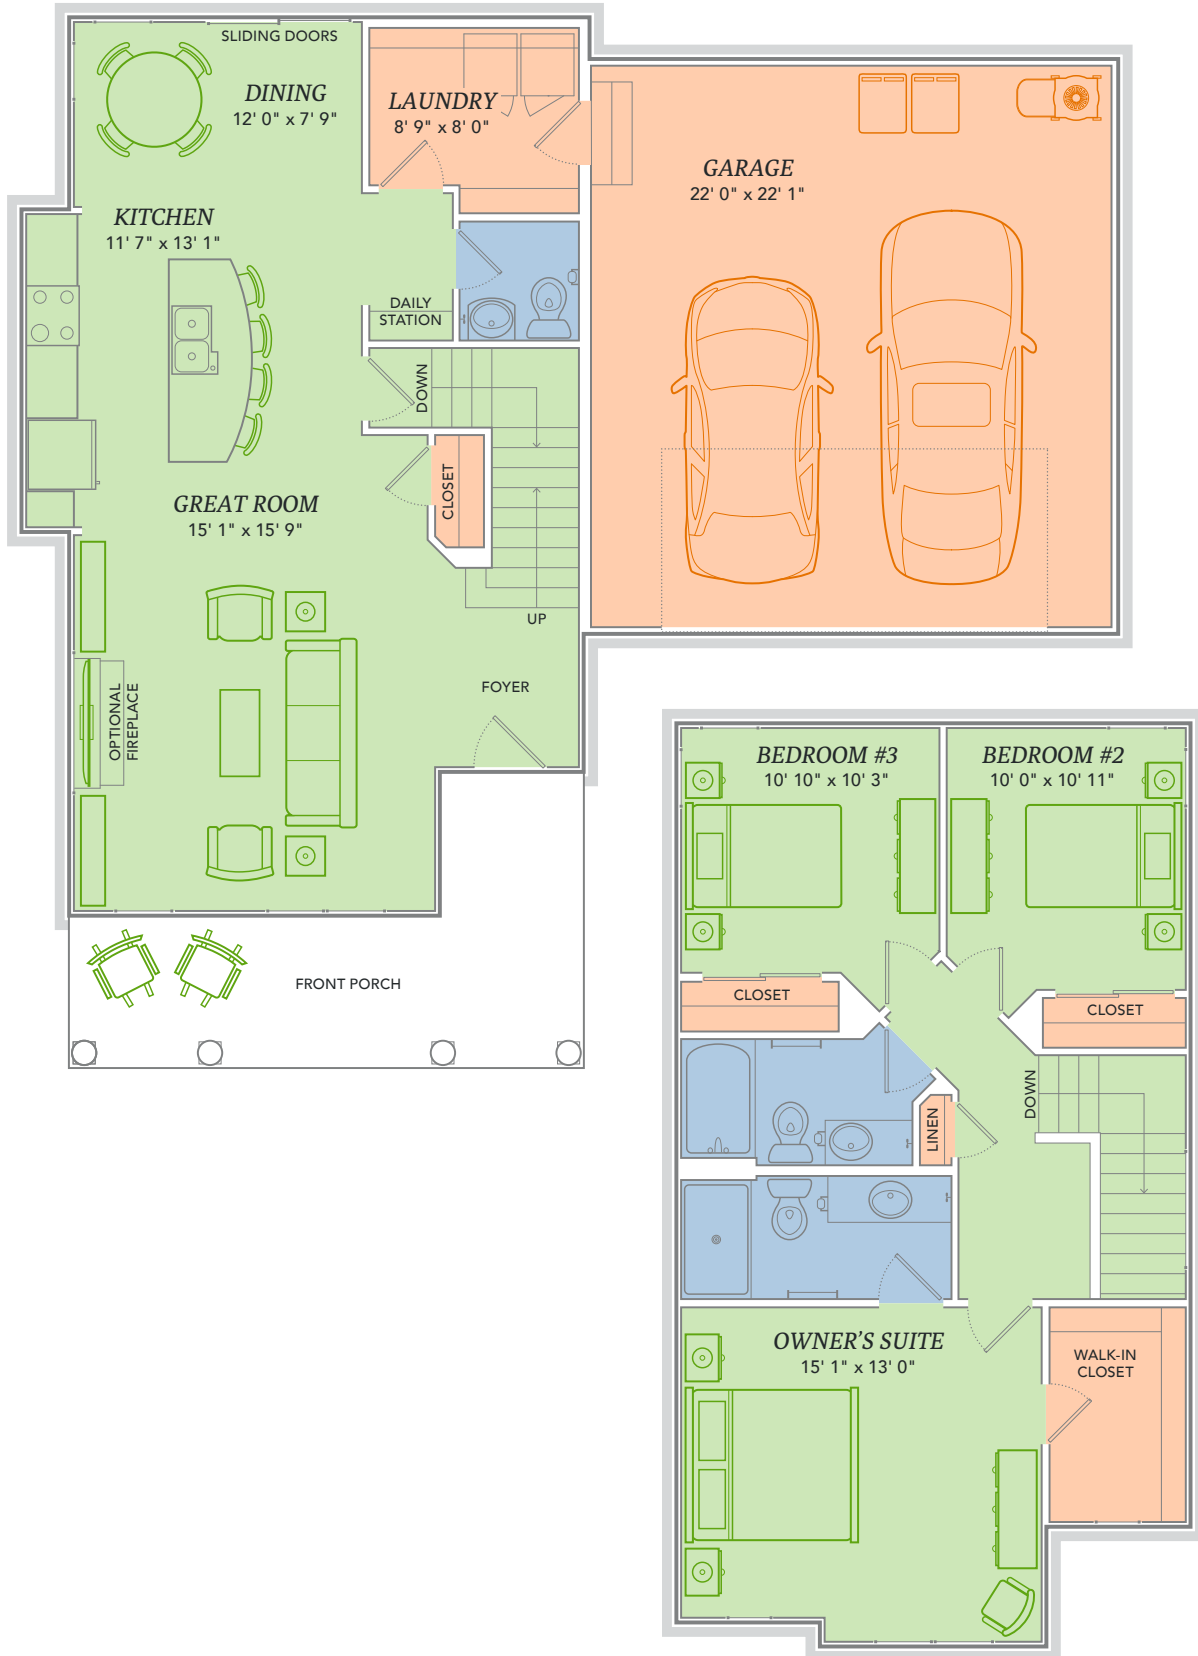 SLIDING DOORS
DINING
12' 0" x 7' 9"
LAUNDRY
8' 9" x 8' 0"
GARAGE
22' 0" x 22' 1"
KITCHEN
11' 7" x 13' 1"
DAILY
STATION
DOWN
CLOSET
GREAT ROOM
15' 1" x 15' 9"
UP
FOYER
OPTIONAL
FIREPLACE
FRONT PORCH
BEDROOM #3
10' 10" x 10' 3"
BEDROOM #2
10' 0" x 10' 11"
CLOSET
CLOSET
DOWN
LINEN
OWNER’S SUITE
15' 1" x 13' 0"
WALK-IN
CLOSET